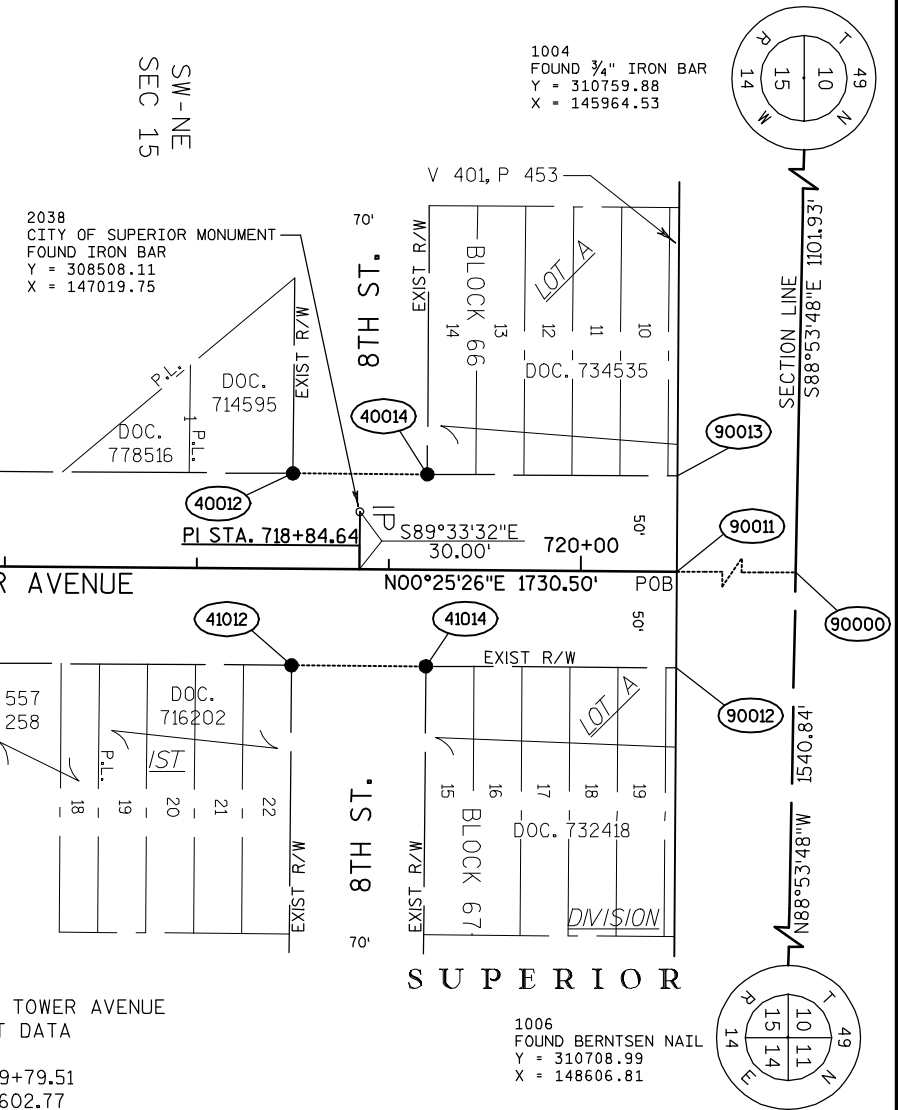 1004
FOUND ¾" IRON BAR
Y = 310759.88
X = 145964.53
T
49
N
R
14
W
15
10
SW-NE
SEC 15
V 401, P 453
2038
CITY OF SUPERIOR MONUMENT
FOUND IRON BAR
Y = 308508.11
X = 147019.75
70'
8TH ST.
EXIST R/W
EXIST R/W
BLOCK 66
LOT A
14
13
12
11
10
DOC. 734535
SECTION LINE
S88°53'48"E 1101.93'
P.L.
DOC.
714595
DOC.
778516
1
P.L.
40014
90013
40012
IP
PI STA. 718+84.64
S89°33'32"E
30.00'
720+00
50'
90011
R AVENUE
N00°25'26"E 1730.50'
POB
90000
41012
41014
50'
EXIST R/W
90012
557
258
DOC.
716202
1ST
P.L.
18
19
20
21
22
EXIST R/W
8TH ST.
70'
EXIST R/W
LOT A
15
16
17
18
19
BLOCK 67
DOC. 732418
DIVISION
N88°53'48"W 1540.84'
SUPERIOR
TOWER AVENUE
T DATA
9+79.51
602.77
1006
FOUND BERNTSEN NAIL
Y = 310708.99
X = 148606.81
T
49
N
R
14
E
15
10
14
11